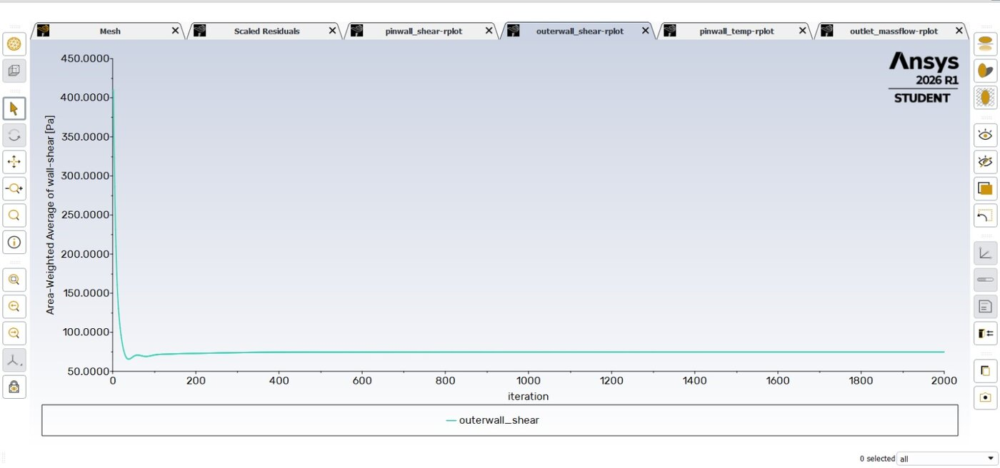 Mesh
Scaled Residuals
pinwall_shear-rplot
outerwall_shear-rplot
pinwall_temp-rplot
outlet_massflow-rplot
Ansys
2026 R1
STUDENT
Area-Weighted Average of wall-shear [Pa]
450.0000
400.0000
350.0000
300.0000
250.0000
200.0000
150.0000
100.0000
50.0000
0 200 400 600 800 1000 1200 1400 1600 1800 2000
iteration
outerwall_shear
0 selected all